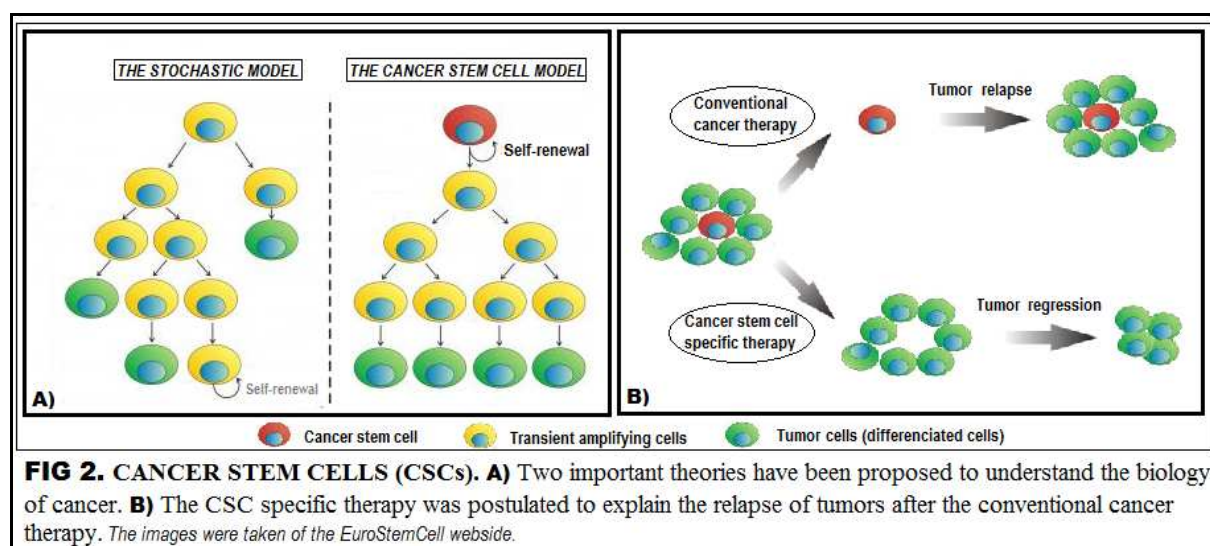 THE STOCHASTIC MODEL
THE CANCER STEM CELL MODEL
Self-renewal
Self-renewal
A)
Conventional
cancer therapy
Tumor relapse
Cancer stem cell
specific therapy
Tumor regression
B)
Cancer stem cell
Transient amplifying cells
Tumor cells (differenciated cells)
FIG 2. CANCER STEM CELLS (CSCs). A) Two important theories have been proposed to understand the biology
of cancer. B) The CSC specific therapy was postulated to explain the relapse of tumors after the conventional cancer
therapy. The images were taken of the EuroStemCell webside.